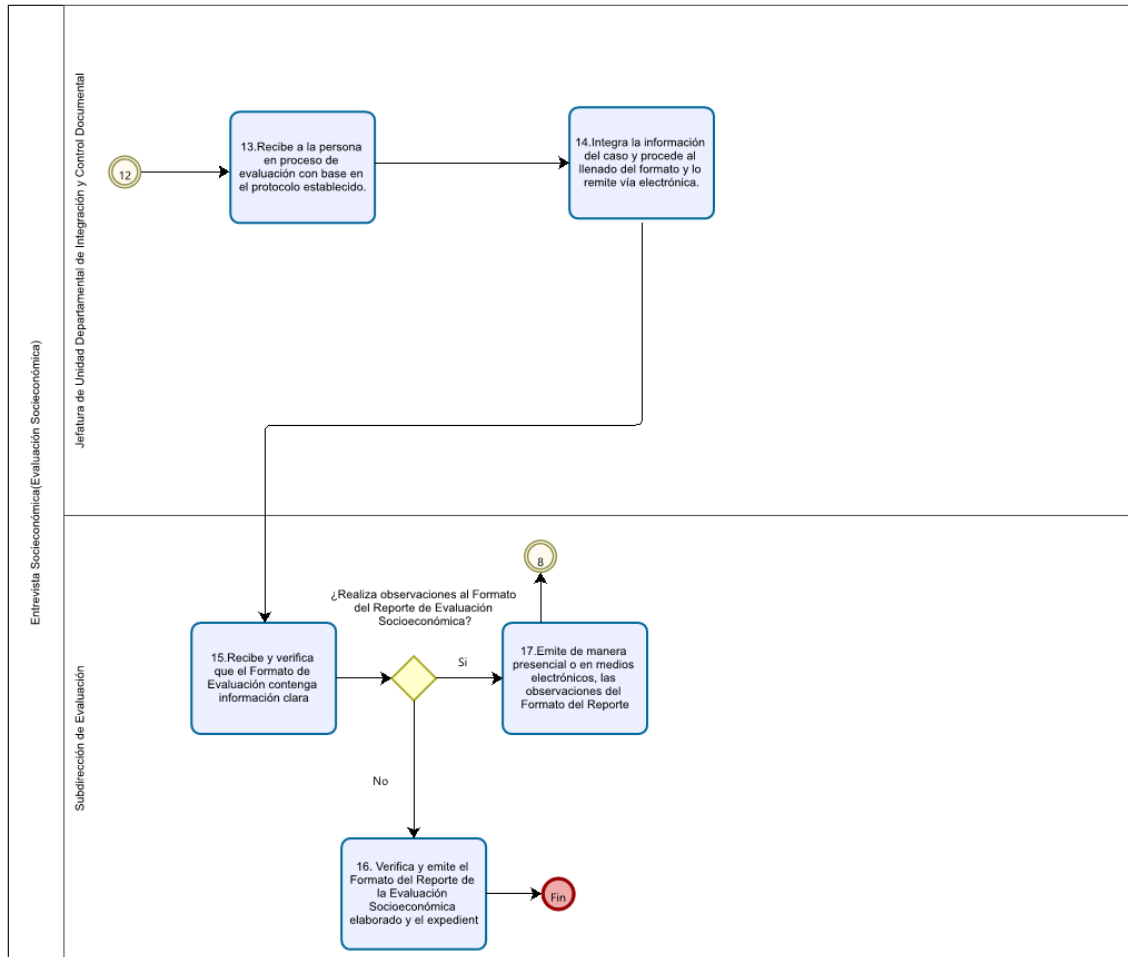 Entrevista Socieconómica(Evaluación Socieconómica)
Jefatura de Unidad Departamental de Integración y Control Documental
12
13.Recibe a la persona
en proceso de
evaluación con base en
el protocolo establecido.
14.Integra la información
del caso y procede al
llenado del formato y lo
remite vía electrónica.
Subdirección de Evaluación
15.Recibe y verifica
que el Formato de
Evaluación contenga
información clara
¿Realiza observaciones al Formato
del Reporte de Evaluación
Socioeconómica?
Si
17.Emite de manera
presencial o en medios
electrónicos, las
observaciones del
Formato del Reporte
8
No
16. Verifica y emite el
Formato del Reporte de
la Evaluación
Socioeconómica
elaborado y el expedient
Fin